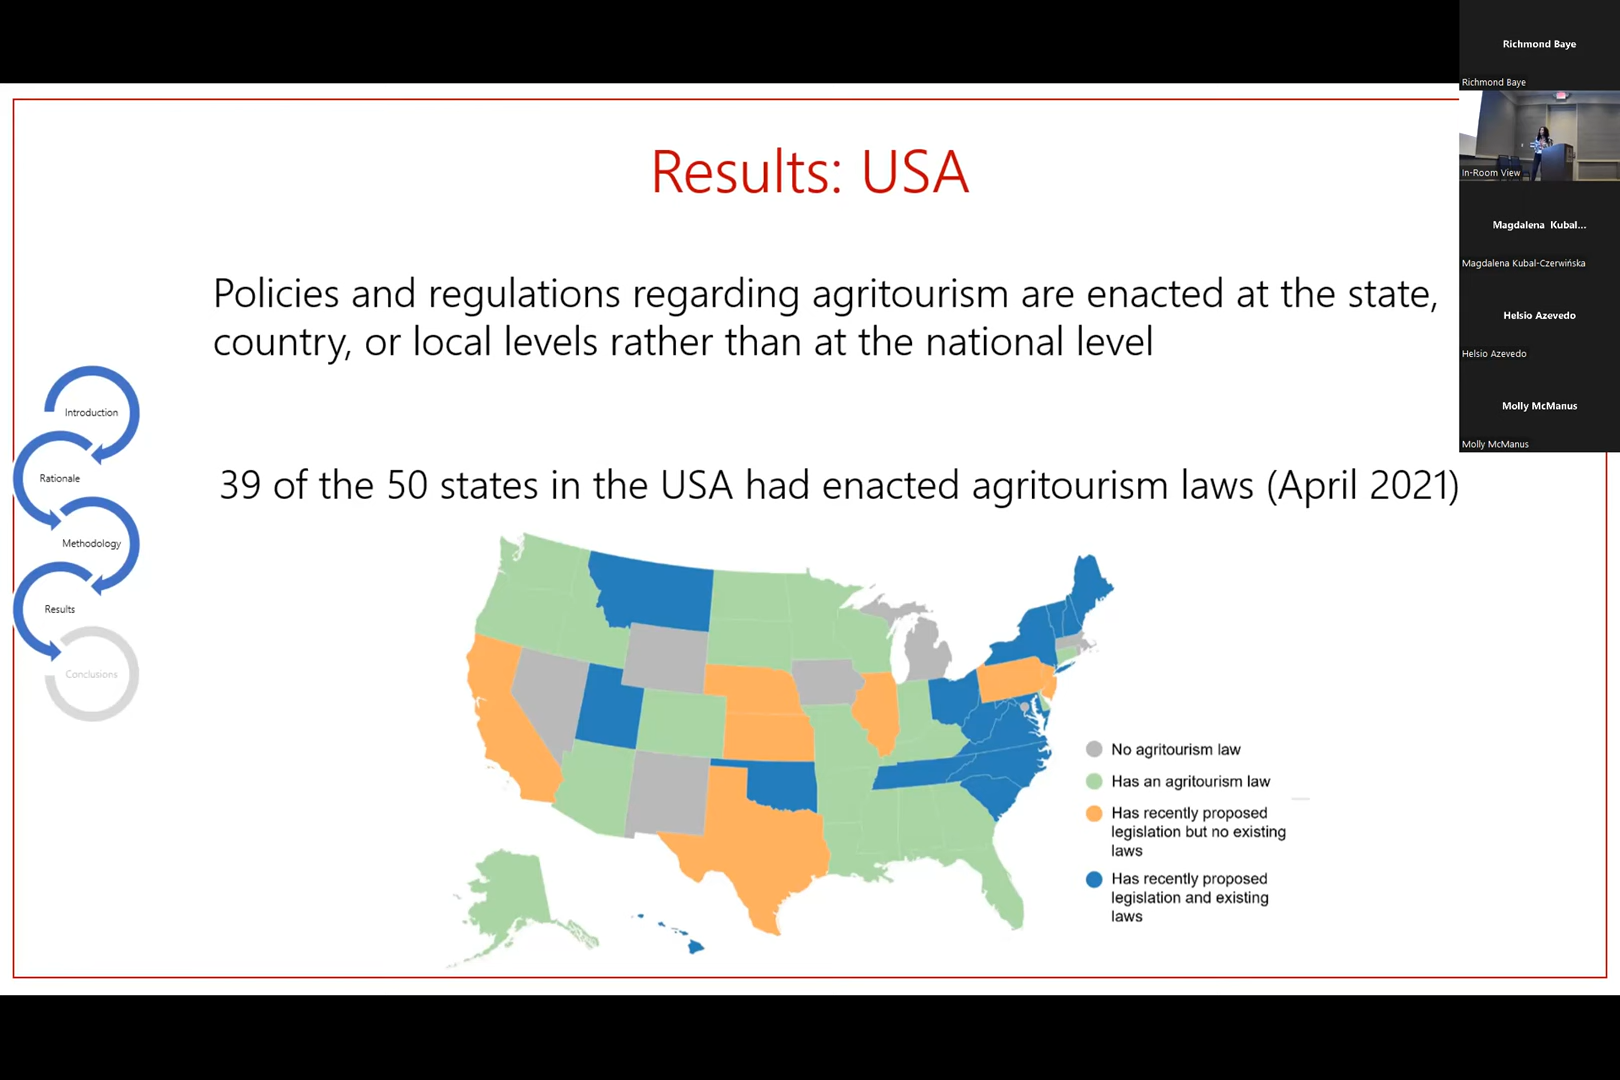 Results: USA
Policies and regulations regarding agritourism are enacted at the state,
country, or local levels rather than at the national level
39 of the 50 states in the USA had enacted agritourism laws (April 2021)
Introduction
Rationale
Methodology
Results
Conclusions
No agritourism law
Has an agritourism law
Has recently proposed
legislation but no existing
laws
Has recently proposed
legislation and existing
laws
Richmond Baye
Richmond Baye
In-Room View
Magdalena Kubal...
Magdalena Kubal-Czerwińska
Helsio Azevedo
Helsio Azevedo
Molly McManus
Molly McManus